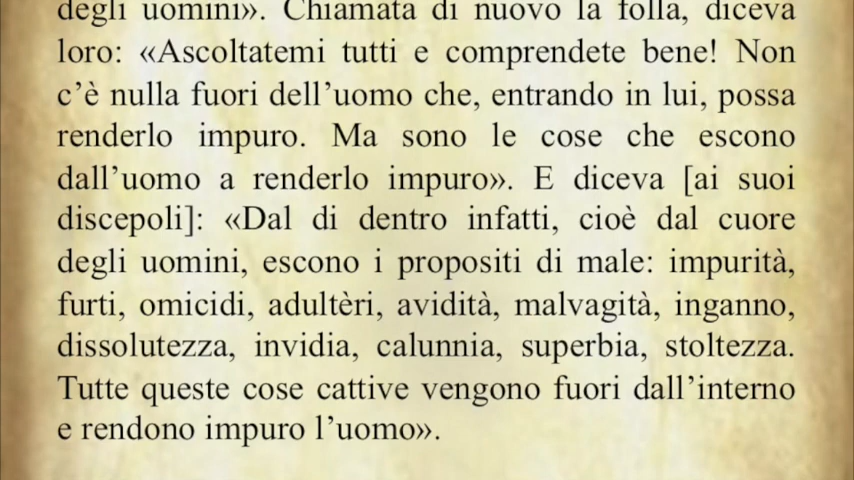 degli uomini». Chiamata di nuovo la folla, diceva
loro: «Ascoltatemi tutti e comprendete bene! Non
c’è nulla fuori dell’uomo che, entrando in lui, possa
renderlo impuro. Ma sono le cose che escono
dall’uomo a renderlo impuro». E diceva [ai suoi
discepoli]: «Dal di dentro infatti, cioè dal cuore
degli uomini, escono i propositi di male: impurità,
furti, omicidi, adultèri, avidità, malvagità, inganno,
dissolutezza, invidia, calunnia, superbia, stoltezza.
Tutte queste cose cattive vengono fuori dall’interno
e rendono impuro l’uomo».